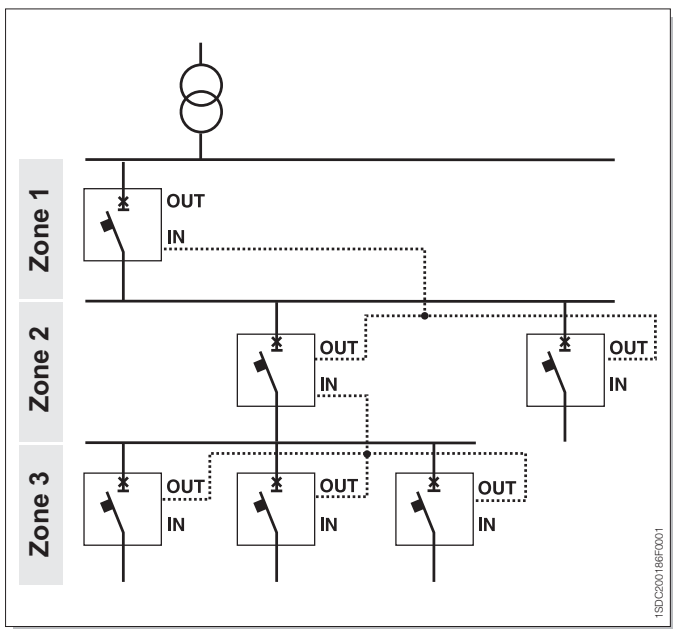 Zone 1
OUT
IN
Zone 2
OUT
IN
OUT
IN
Zone 3
OUT
IN
OUT
IN
OUT
IN
1SDC200186F0001